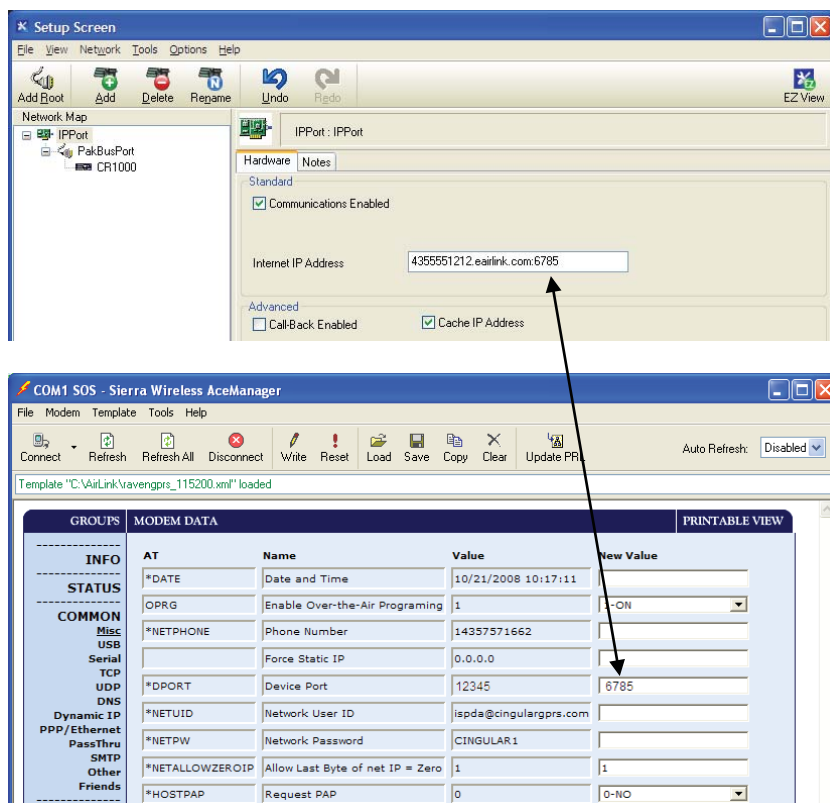 Setup Screen
File View Network Tools Options Help
Add Root Add Delete Rename Undo Redo EZ View
Network Map
IPPort
PakBusPort
CR1000
IPPort : IPPort
Hardware Notes
Standard
Communications Enabled
Internet IP Address 4355551212.eairlink.com:6785
Advanced
Call-Back Enabled Cache IP Address
COM1 SOS - Sierra Wireless AceManager
File Modem Template Tools Help
Connect Refresh Refresh All Disconnect Write Reset Load Save Copy Clear Update PRL Auto Refresh: Disabled
Template "C:\AirLink\ravengprs_115200.xml" loaded
GROUPS MODEM DATA PRINTABLE VIEW
INFO
STATUS
COMMON
Misc
USB
Serial
TCP
UDP
DNS
Dynamic IP
PPP/Ethernet
PassThru
SMTP
Other
Friends
AT Name Value New Value
*DATE Date and Time 10/21/2008 10:17:11
OPRG Enable Over-the-Air Programing 1 1-ON
*NETPHONE Phone Number 14357571662
Force Static IP 0.0.0.0
*DPORT Device Port 12345 6785
*NETUID Network User ID ispda@cingulargprs.com
*NETPW Network Password CINGULAR1
*NETALLOWZEROIP Allow Last Byte of net IP = Zero 1 1
*HOSTPAP Request PAP 0 0-NO